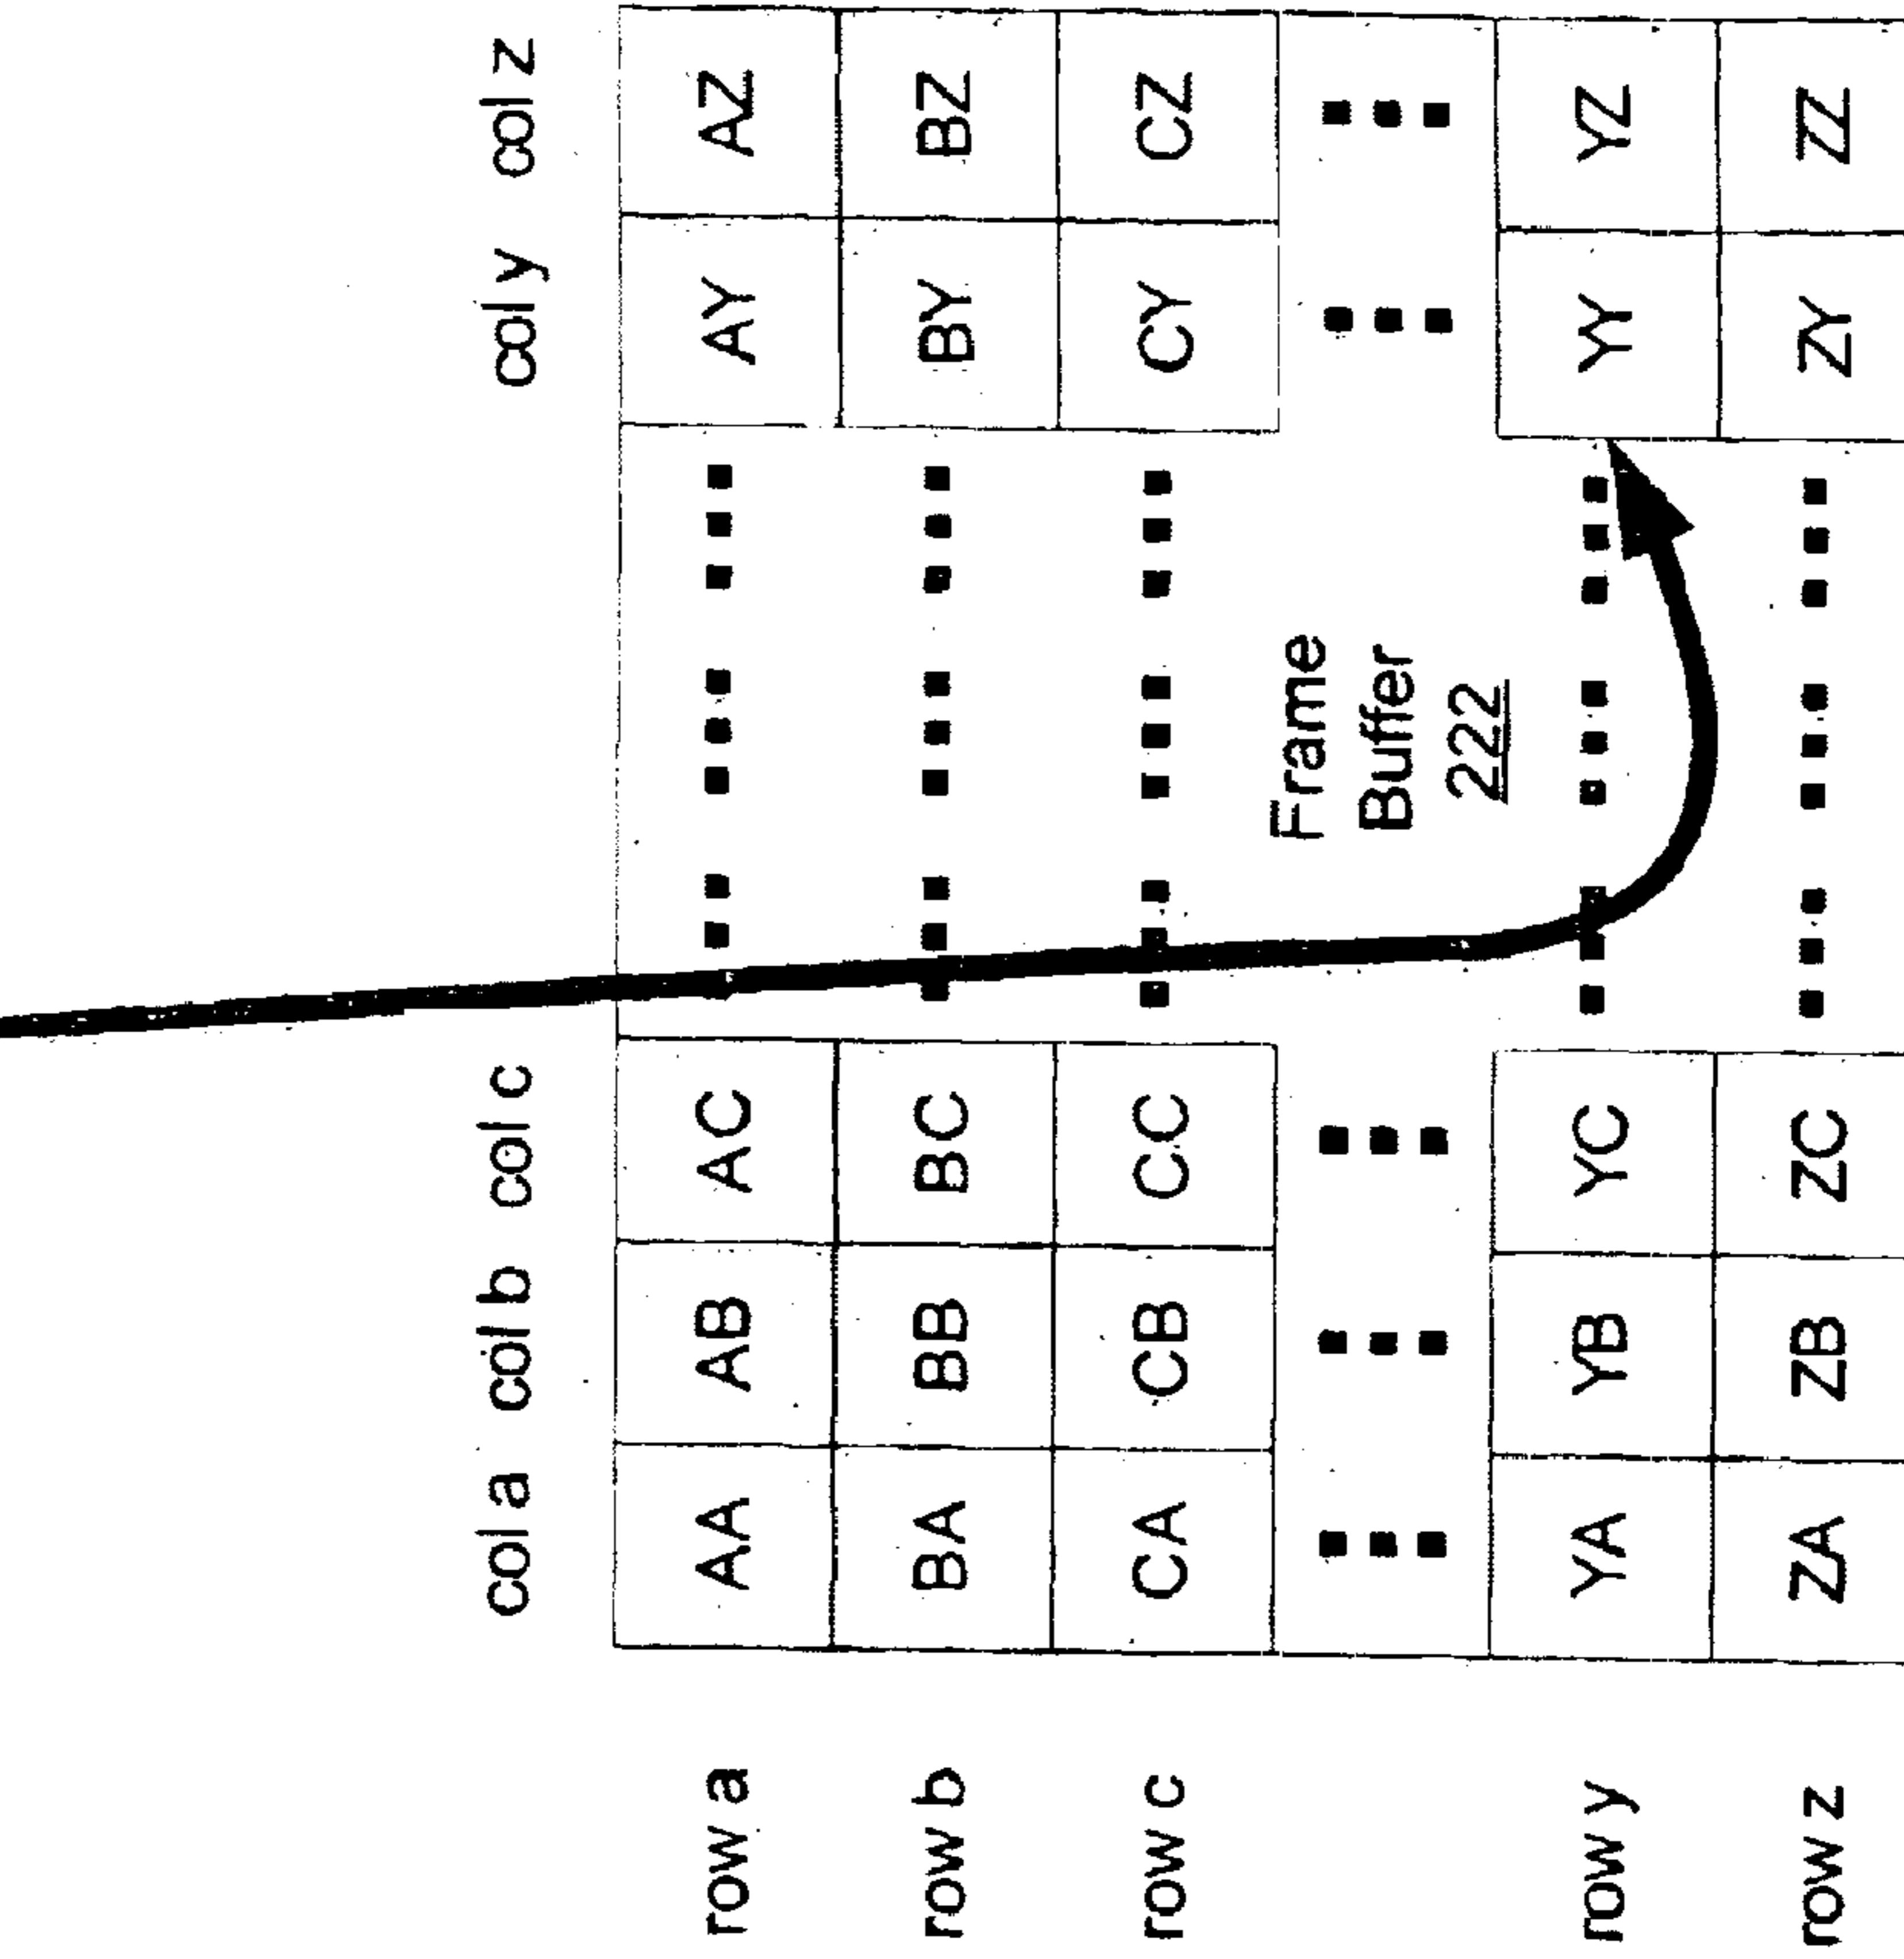 col a col b col c col y col z
row a AA AB AC AY AZ
row b BA BB BC BY BZ
row c CA CB CC CY CZ
Frame
Buffer
222
row y YA YB YC YY YZ
row z ZA ZB ZC ZY ZZ